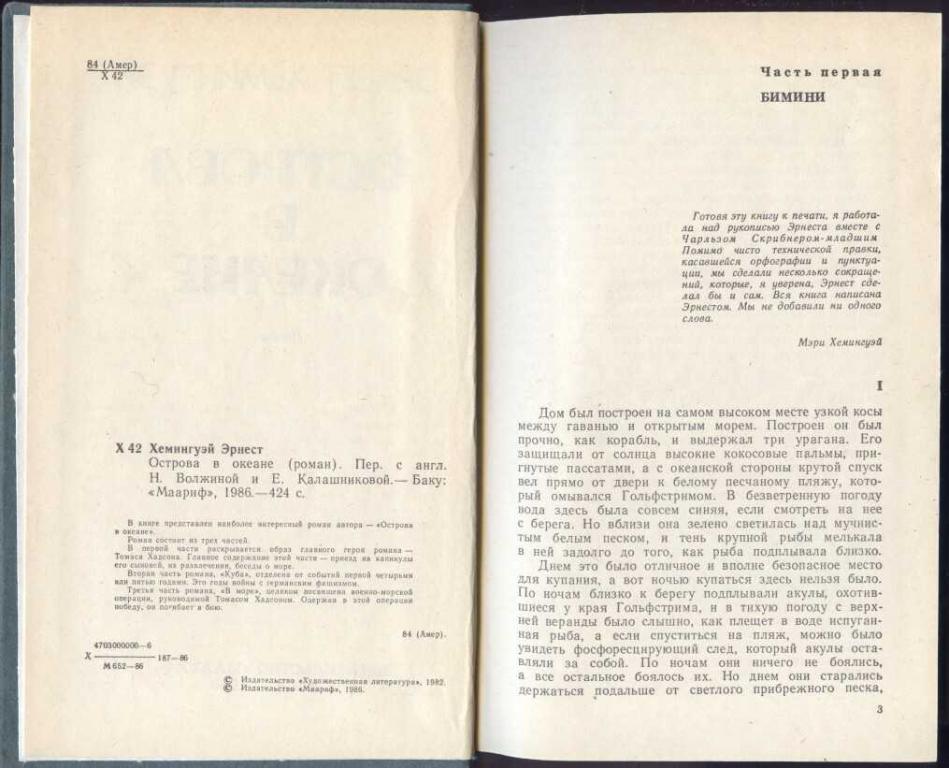 84 (Амер)
Х 42
Х 42 Хемингуэй Эрнест
Острова в океане (роман). Пер. с англ.
Н. Волжиной и Е. Калашниковой.— Баку:
«Маариф», 1986.—424 с.
В книге представлен наиболее интересный роман автора — «Острова
в океане».
Роман состоит из трех частей.
В первой части раскрывается образ главного героя романа —
Томаса Хадсона. Главное содержание этой части — приезд на каникулы
его сыновей, их развлечения, беседы о море.
Вторая часть романа, «Куба», отделена от событий первой четырьмя
или пятью годами. Это годы войны с германским фашизмом.
Третья часть романа, «В море», целиком посвящена военно-морской
операции, руководимой Томасом Хадсоном. Одержав в этой операции
победу, он погибает в бою.
84 (Амер).
4703000000—6
Х 187—86
М 652—86
© Издательство «Художественная литература», 1982.
© Издательство «Маариф», 1986.
Часть первая
БИМИНИ
Готовя эту книгу к печати, я работа-
ла над рукописью Эрнеста вместе с
Чарльзом Скрибнером-младшим
Помимо чисто технической правки,
касавшейся орфографии и пунктуа-
ции, мы сделали несколько сокраще-
ний, которые, я уверена, Эрнест сде-
лал бы и сам. Вся книга написана
Эрнестом. Мы не добавили ни одного
слова.
Мэри Хемингуэй
I
Дом был построен на самом высоком месте узкой косы
между гаванью и открытым морем. Построен он был
прочно, как корабль, и выдержал три урагана. Его
защищали от солнца высокие кокосовые пальмы, при-
гнутые пассатами, а с океанской стороны крутой спуск
вел прямо от двери к белому песчаному пляжу, кото-
рый омывался Гольфстримом. В безветренную погоду
вода здесь была совсем синяя, если смотреть на нее
с берега. Но вблизи она зелено светилась над мучнис-
тым белым песком, и тень крупной рыбы мелькала
в ней задолго до того, как рыба подплывала близко.
Днем это было отличное и вполне безопасное место
для купания, а вот ночью купаться здесь нельзя было.
По ночам близко к берегу подплывали акулы, охотив-
шиеся у края Гольфстрима, и в тихую погоду с верх-
ней веранды было слышно, как плещет в воде испуган-
ная рыба, а если спуститься на пляж, можно было
увидеть фосфоресцирующий след, который акулы оста-
вляли за собой. По ночам они ничего не боялись,
а все остальное боялось их. Но днем они старались
держаться подальше от светлого прибрежного песка,
3